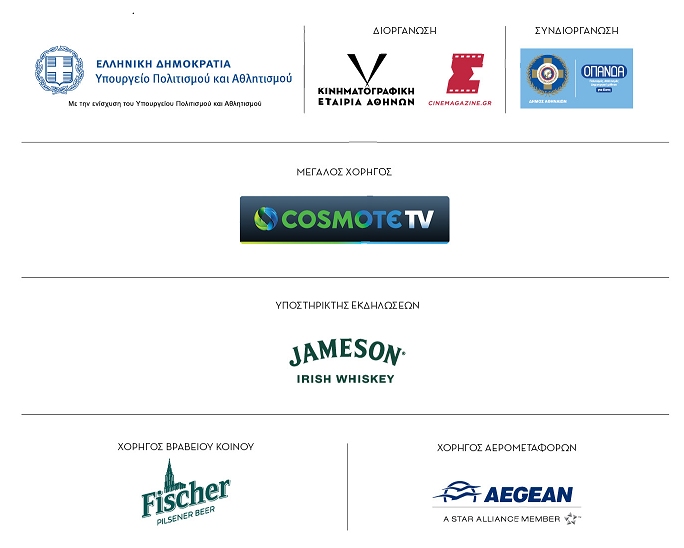 ΔΙΟΡΓΑΝΩΣΗ
ΣΥΝΔΙΟΡΓΑΝΩΣΗ
ΕΛΛΗΝΙΚΗ ΔΗΜΟΚΡΑΤΙΑ
Υπουργείο Πολιτισμού και Αθλητισμού
Με την ενίσχυση του Υπουργείου Πολιτισμού και Αθλητισμού
ΚΙΝΗΜΑΤΟΓΡΑΦΙΚΗ
ΕΤΑΙΡΙΑ ΑΘΗΝΩΝ
CINEMAGAZINE.GR
ΔΗΜΟΣ ΑΘΗΝΑΙΩΝ
ΟΠΑΝΔΑ
ΜΕΓΑΛΟΣ ΧΟΡΗΓΟΣ
COSMOTE TV
ΥΠΟΣΤΗΡΙΚΤΗΣ ΕΚΔΗΛΩΣΕΩΝ
JAMESON®
IRISH WHISKEY
ΧΟΡΗΓΟΣ ΒΡΑΒΕΙΟΥ ΚΟΙΝΟΥ
Fischer
PILSENER BEER
ΧΟΡΗΓΟΣ ΑΕΡΟΜΕΤΑΦΟΡΩΝ
AEGEAN
A STAR ALLIANCE MEMBER